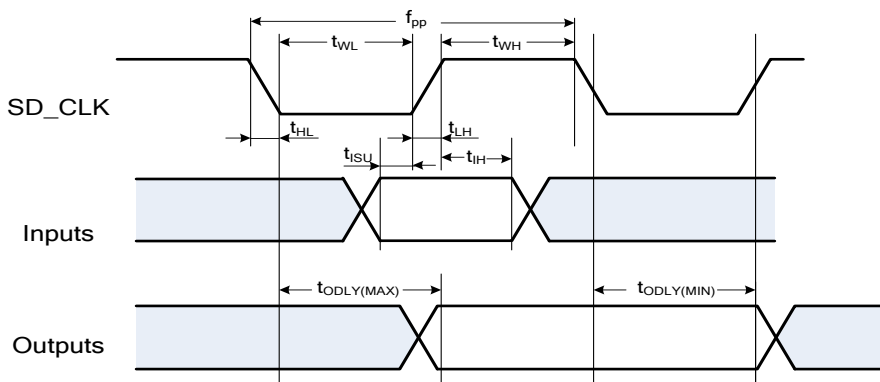 fpp
tWL
tWH
SD_CLK
tHL
tLH
tISU
tIH
Inputs
tODLY(MAX)
tODLY(MIN)
Outputs